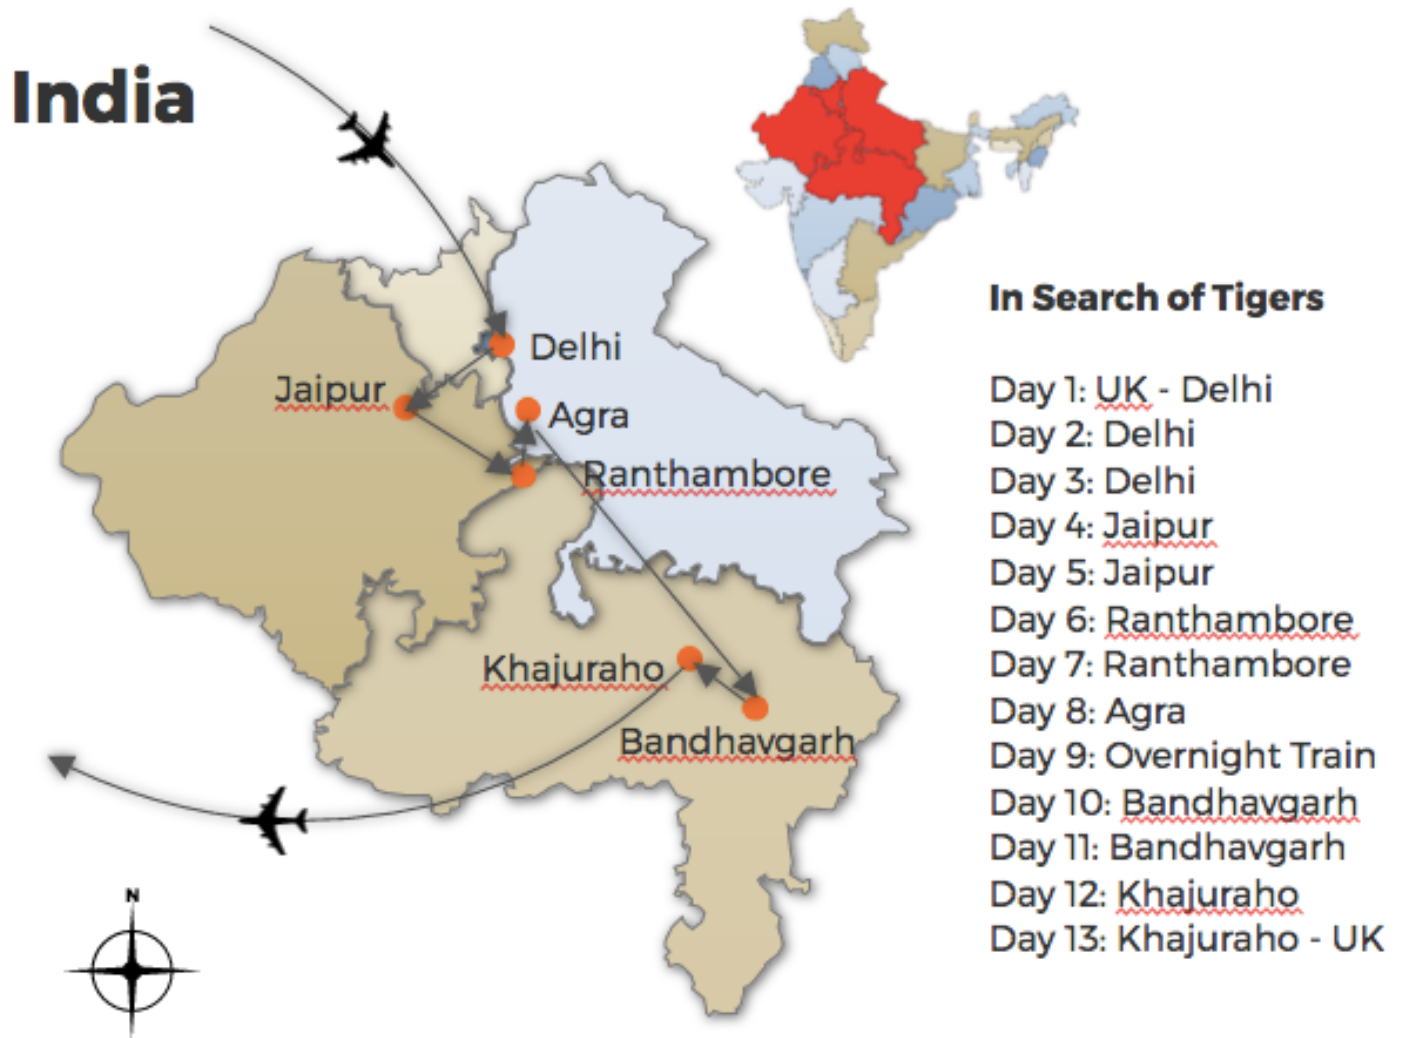 India
Delhi
Jaipur
Agra
Ranthambore
Khajuraho
Bandhavgarh
N
In Search of Tigers
Day 1: UK - Delhi
Day 2: Delhi
Day 3: Delhi
Day 4: Jaipur
Day 5: Jaipur
Day 6: Ranthambore
Day 7: Ranthambore
Day 8: Agra
Day 9: Overnight Train
Day 10: Bandhavgarh
Day 11: Bandhavgarh
Day 12: Khajuraho
Day 13: Khajuraho - UK